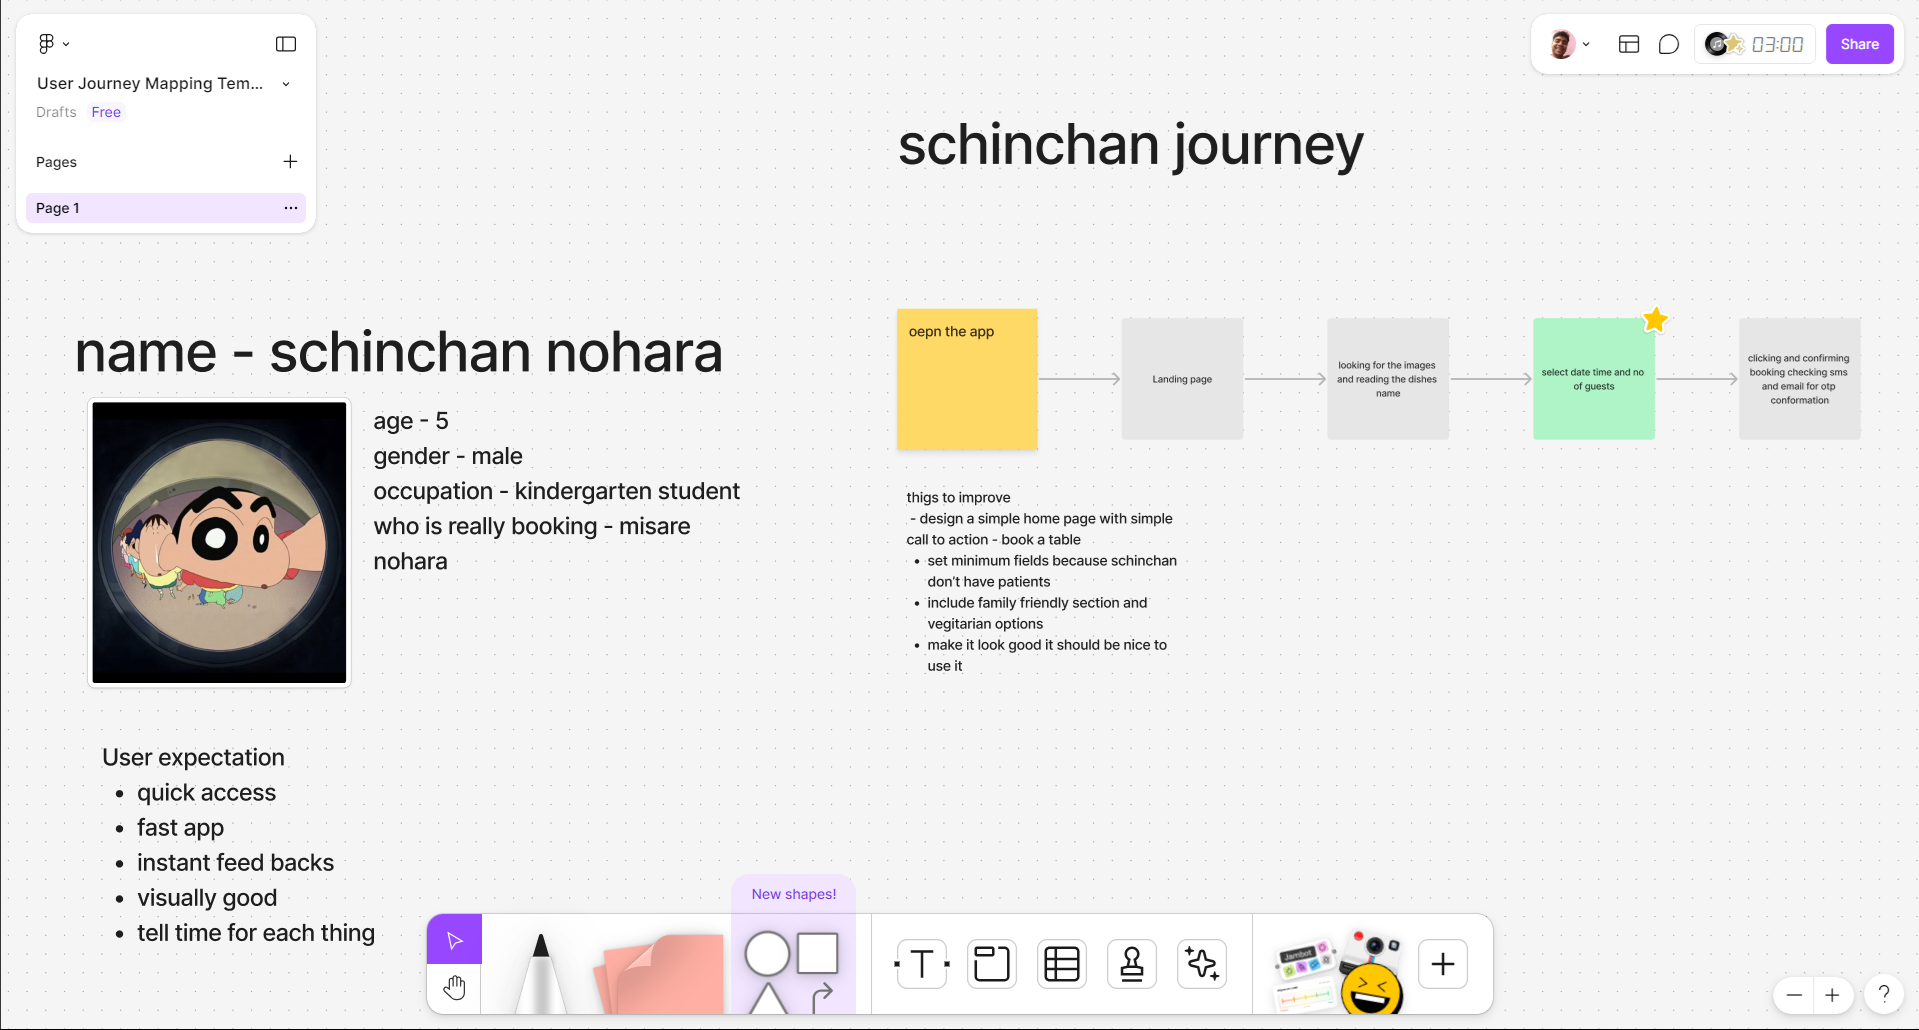 User Journey Mapping Tem...
Drafts Free
Pages
Page 1
03:00
Share
schinchan journey
name - schinchan nohara
age - 5
gender - male
occupation - kindergarten student
who is really booking - misare
nohara
User expectation
• quick access
• fast app
• instant feed backs
• visually good
• tell time for each thing
oepn the app
Landing page
looking for the images
and reading the dishes
name
select date time and no
of guests
clicking and confirming
booking checking sms
and email for otp
conformation
thigs to improve
- design a simple home page with simple
call to action - book a table
• set minimum fields because schinchan
don't have patients
• include family friendly section and
vegitarian options
• make it look good it should be nice to
use it
New shapes!
T
Jambot
?